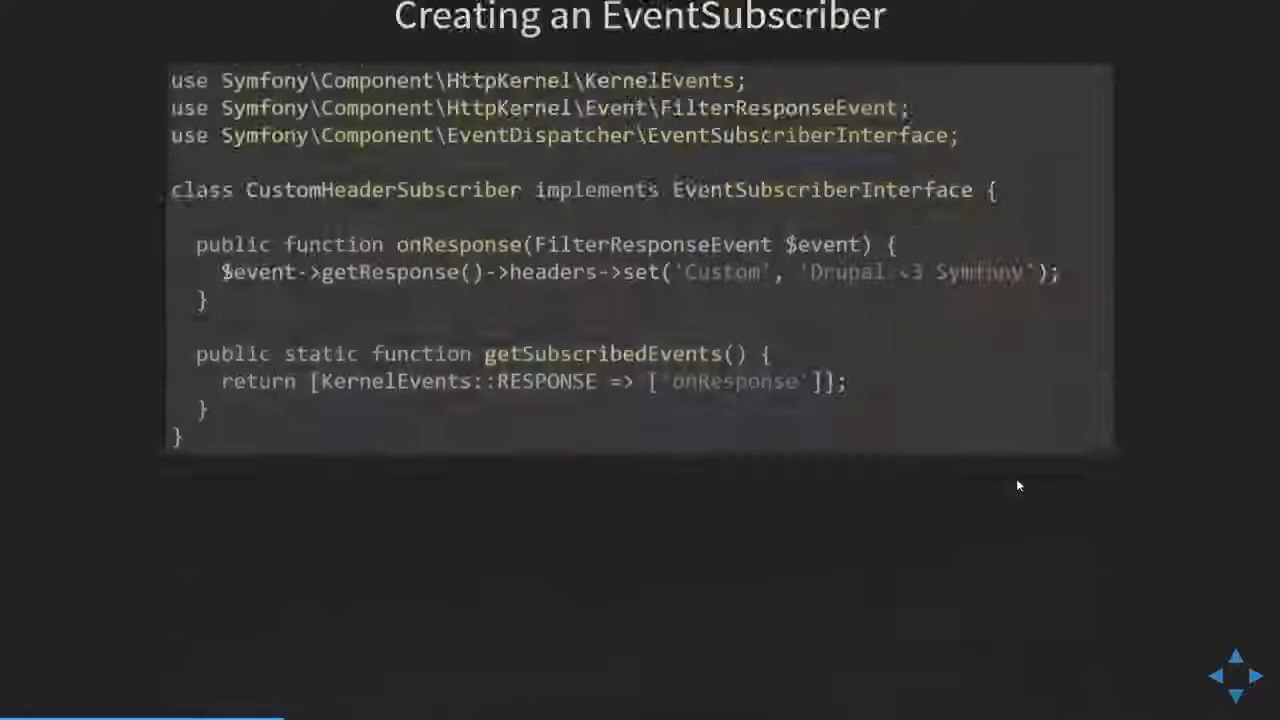 Creating an EventSubscriber
use Symfony\Component\HttpKernel\KernelEvents;
use Symfony\Component\HttpKernel\Event\FilterResponseEvent;
use Symfony\Component\EventDispatcher\EventSubscriberInterface;
class CustomHeaderSubscriber implements EventSubscriberInterface {
public function onResponse(FilterResponseEvent $event) {
$event->getResponse()->headers->set('Custom', 'Drupal <3 Symfony');
}
public static function getSubscribedEvents() {
return [KernelEvents::RESPONSE => ['onResponse']];
}
}